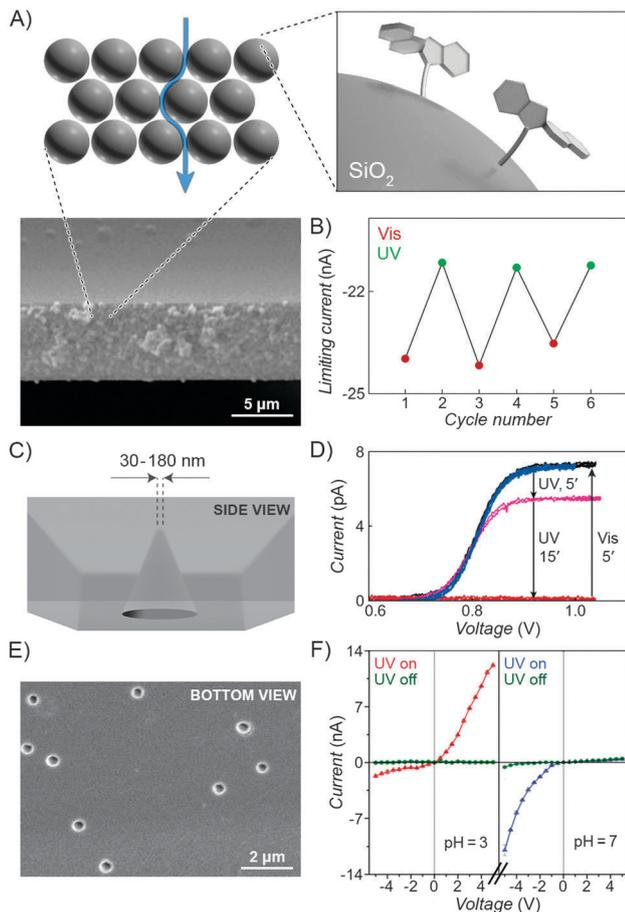 A)
SiO2
5 µm
B)
Vis
UV
Limiting current (nA)
-22
-25
1 2 3 4 5 6
Cycle number
C)
30-180 nm
SIDE VIEW
D)
Current (pA)
8
4
0
UV, 5′
UV
15′
Vis
5′
0.6 0.8 1.0
Voltage (V)
E)
BOTTOM VIEW
2 µm
F)
Current (nA)
14
7
0
-7
-14
UV on
UV off
UV on
UV off
pH = 3
pH = 7
-4 -2 0 2 4
-4 -2 0 2 4
Voltage (V)